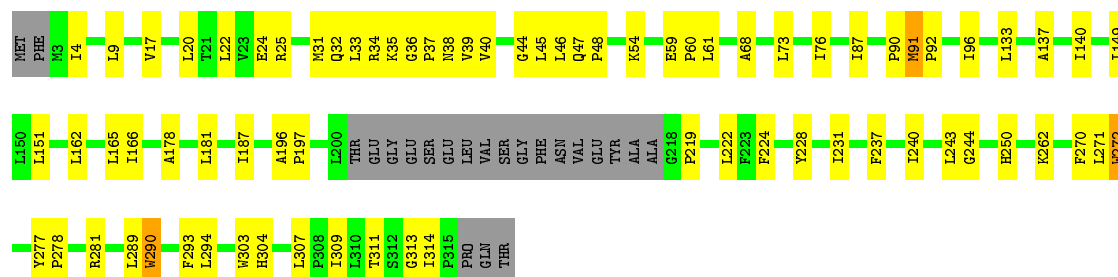 MET PHE M3 I4 L9 V17 L20 T21 L22 V23 E24 R25 M31 Q32 L33 R34 K35 G36 P37 N38 V39 V40 G44 L45 L46 Q47 P48 K54 E59 P60 L61 A68 L73 I76 I87 P90 M91 P92 I96 L133 A137 I140
L150 L151 L162 L165 I166 A178 L181 I187 A196 P197 L200 THR GLU GLY GLU SER GLU LEU VAL SER GLY PHE ASN VAL GLU TYR ALA ALA G218 P219 L222 F223 F224 Y228 I231 F237 I240 L243 G244 H250 K262 F270 L271
Y277 P278 R281 L289 W290 F293 L294 W303 H304 L307 P308 I309 L310 T311 S312 G313 I314 P315 PRO GLN THR